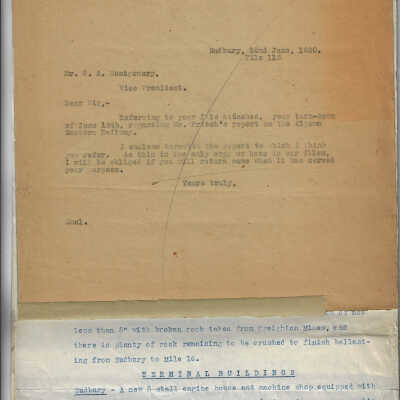 Sudbury, 22nd June, 1920.
File 115
Mr. S. A. Montgomery,
Vice President.
Dear Sir,-
Referring to your file attached, your turn-down
of June 18th, regarding Mr. report on the Algoma
Eastern Railway.
I enclose herewith the report to which I think
you refer. As this is the only copy we have in our files,
I will be obliged if you will return same when it has served
your purpose.
Yours truly,
Encl.
less than 8" with broken rock taken from Creighton Mines, and
there is plenty of rock remaining to be crushed to finish ballast-
ing from Sudbury to Mile 16.
TERMINAL BUILDINGS
Sudbury - A new 5 stall engine house and machine shop equipped with